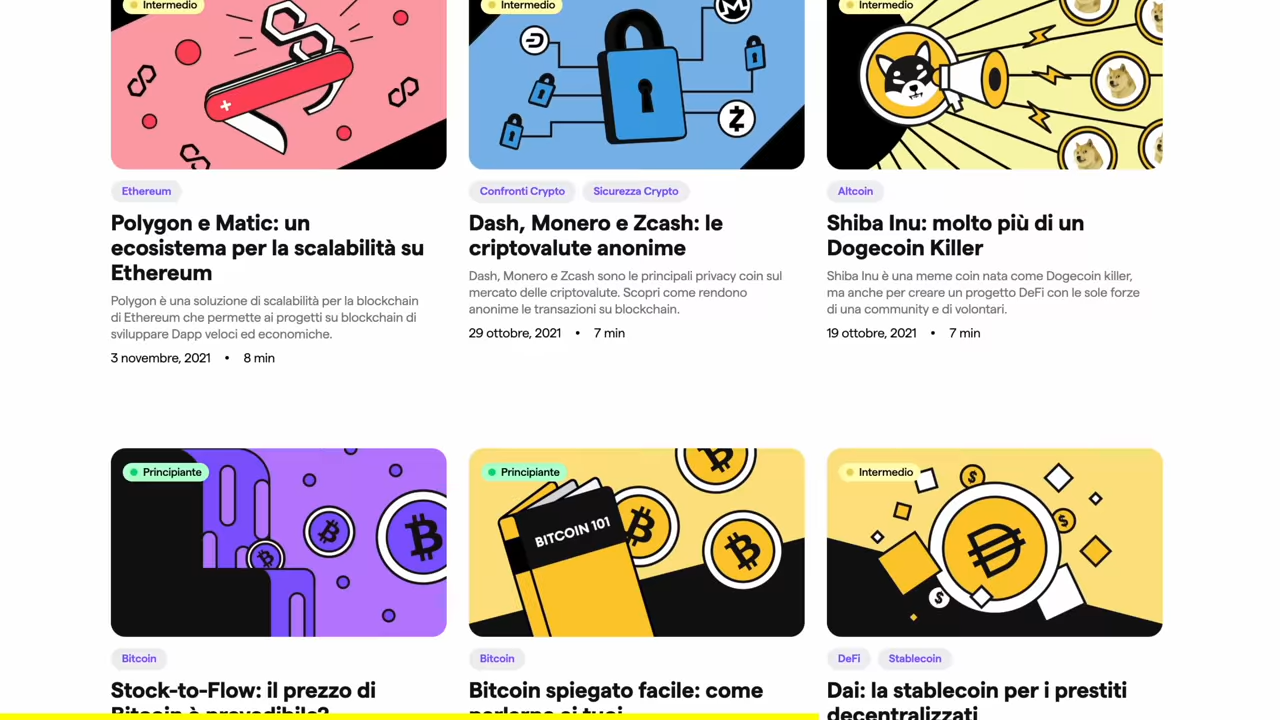 Intermedio
Intermedio
Intermedio
Ethereum
Polygon e Matic: un
ecosistema per la scalabilità su
Ethereum
Polygon è una soluzione di scalabilità per la blockchain
di Ethereum che permette ai progetti su blockchain di
sviluppare Dapp veloci ed economiche.
3 novembre, 2021 • 8 min
Confronti Crypto
Sicurezza Crypto
Dash, Monero e Zcash: le
criptovalute anonime
Dash, Monero e Zcash sono le principali privacy coin sul
mercato delle criptovalute. Scopri come rendono
anonime le transazioni su blockchain.
29 ottobre, 2021 • 7 min
Altcoin
Shiba Inu: molto più di un
Dogecoin Killer
Shiba Inu è una meme coin nata come Dogecoin killer,
ma anche per creare un progetto DeFi con le sole forze
di una community e di volontari.
19 ottobre, 2021 • 7 min
Principiante
Bitcoin
Stock-to-Flow: il prezzo di
Bitcoin è prevedibile?
Principiante
BITCOIN 101
Bitcoin
Bitcoin spiegato facile: come
parlarne ai tuoi
Intermedio
DeFi
Stablecoin
Dai: la stablecoin per i prestiti
decentralizzati